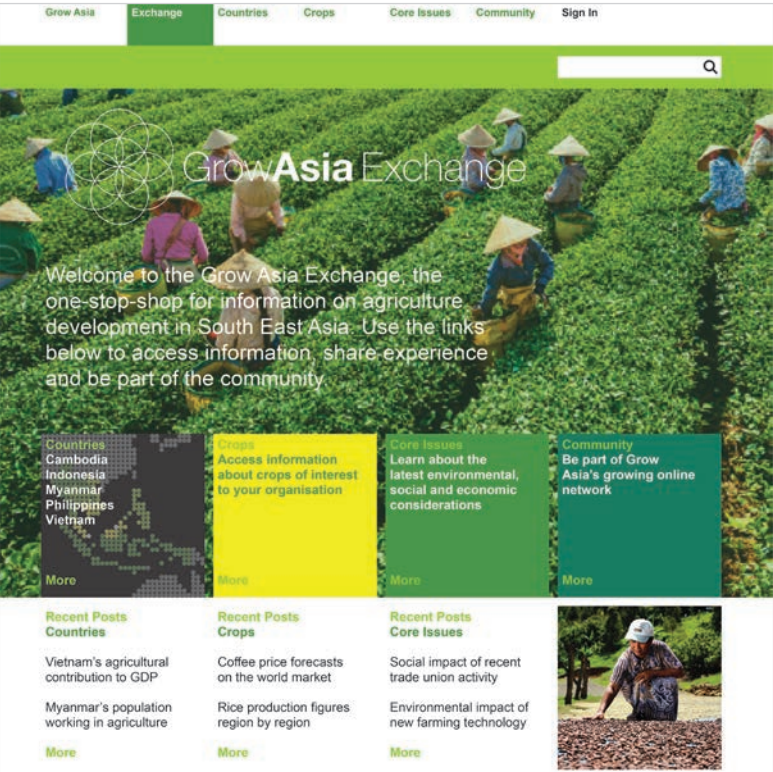 Grow Asia
Exchange
Countries
Crops
Core Issues
Community
Sign In
GrowAsia Exchange
Welcome to the Grow Asia Exchange, the
one-stop-shop for information on agriculture
development in South East Asia. Use the links
below to access information, share experience
and be part of the community.
Countries
Cambodia
Indonesia
Myanmar
Philippines
Vietnam
More
Crops
Access information
about crops of interest
to your organisation
More
Core Issues
Learn about the
latest environmental,
social and economic
considerations
More
Community
Be part of Grow
Asia's growing online
network
More
Recent Posts
Countries
Vietnam's agricultural
contribution to GDP
Myanmar's population
working in agriculture
More
Recent Posts
Crops
Coffee price forecasts
on the world market
Rice production figures
region by region
More
Recent Posts
Core Issues
Social impact of recent
trade union activity
Environmental impact of
new farming technology
More